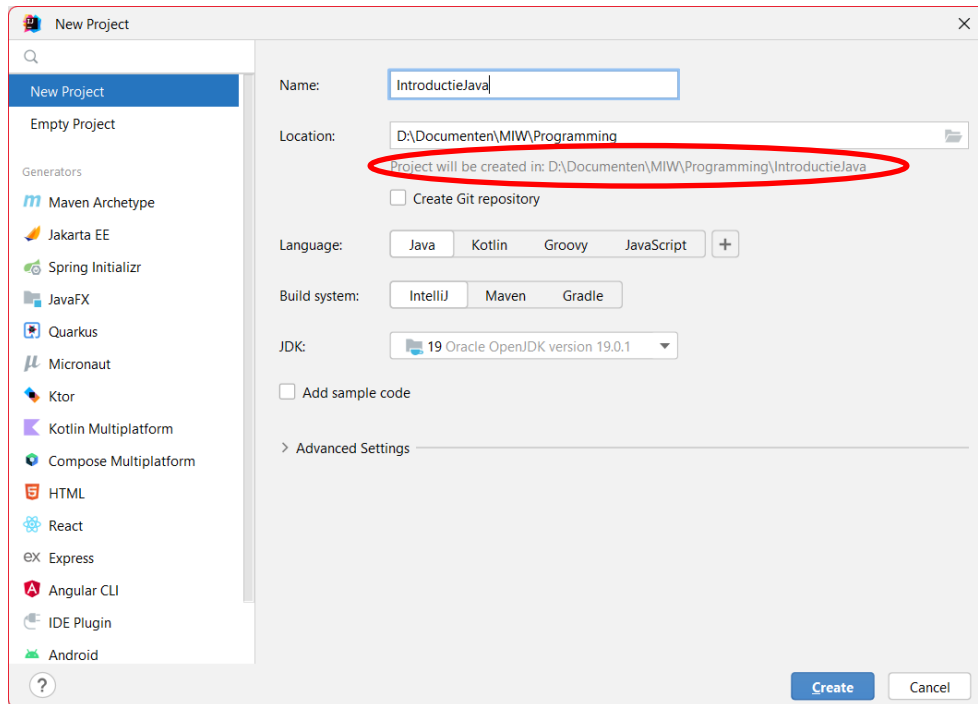 New Project
New Project
Empty Project
Generators
Maven Archetype
Jakarta EE
Spring Initializr
JavaFX
Quarkus
Micronaut
Ktor
Kotlin Multiplatform
Compose Multiplatform
HTML
React
Express
Angular CLI
IDE Plugin
Android
Name: IntroductieJava
Location: D:\Documenten\MIW\Programming
Project will be created in: D:\Documenten\MIW\Programming\IntroductieJava
Create Git repository
Language: Java Kotlin Groovy JavaScript +
Build system: IntelliJ Maven Gradle
JDK: 19 Oracle OpenJDK version 19.0.1
Add sample code
Advanced Settings
? Create Cancel